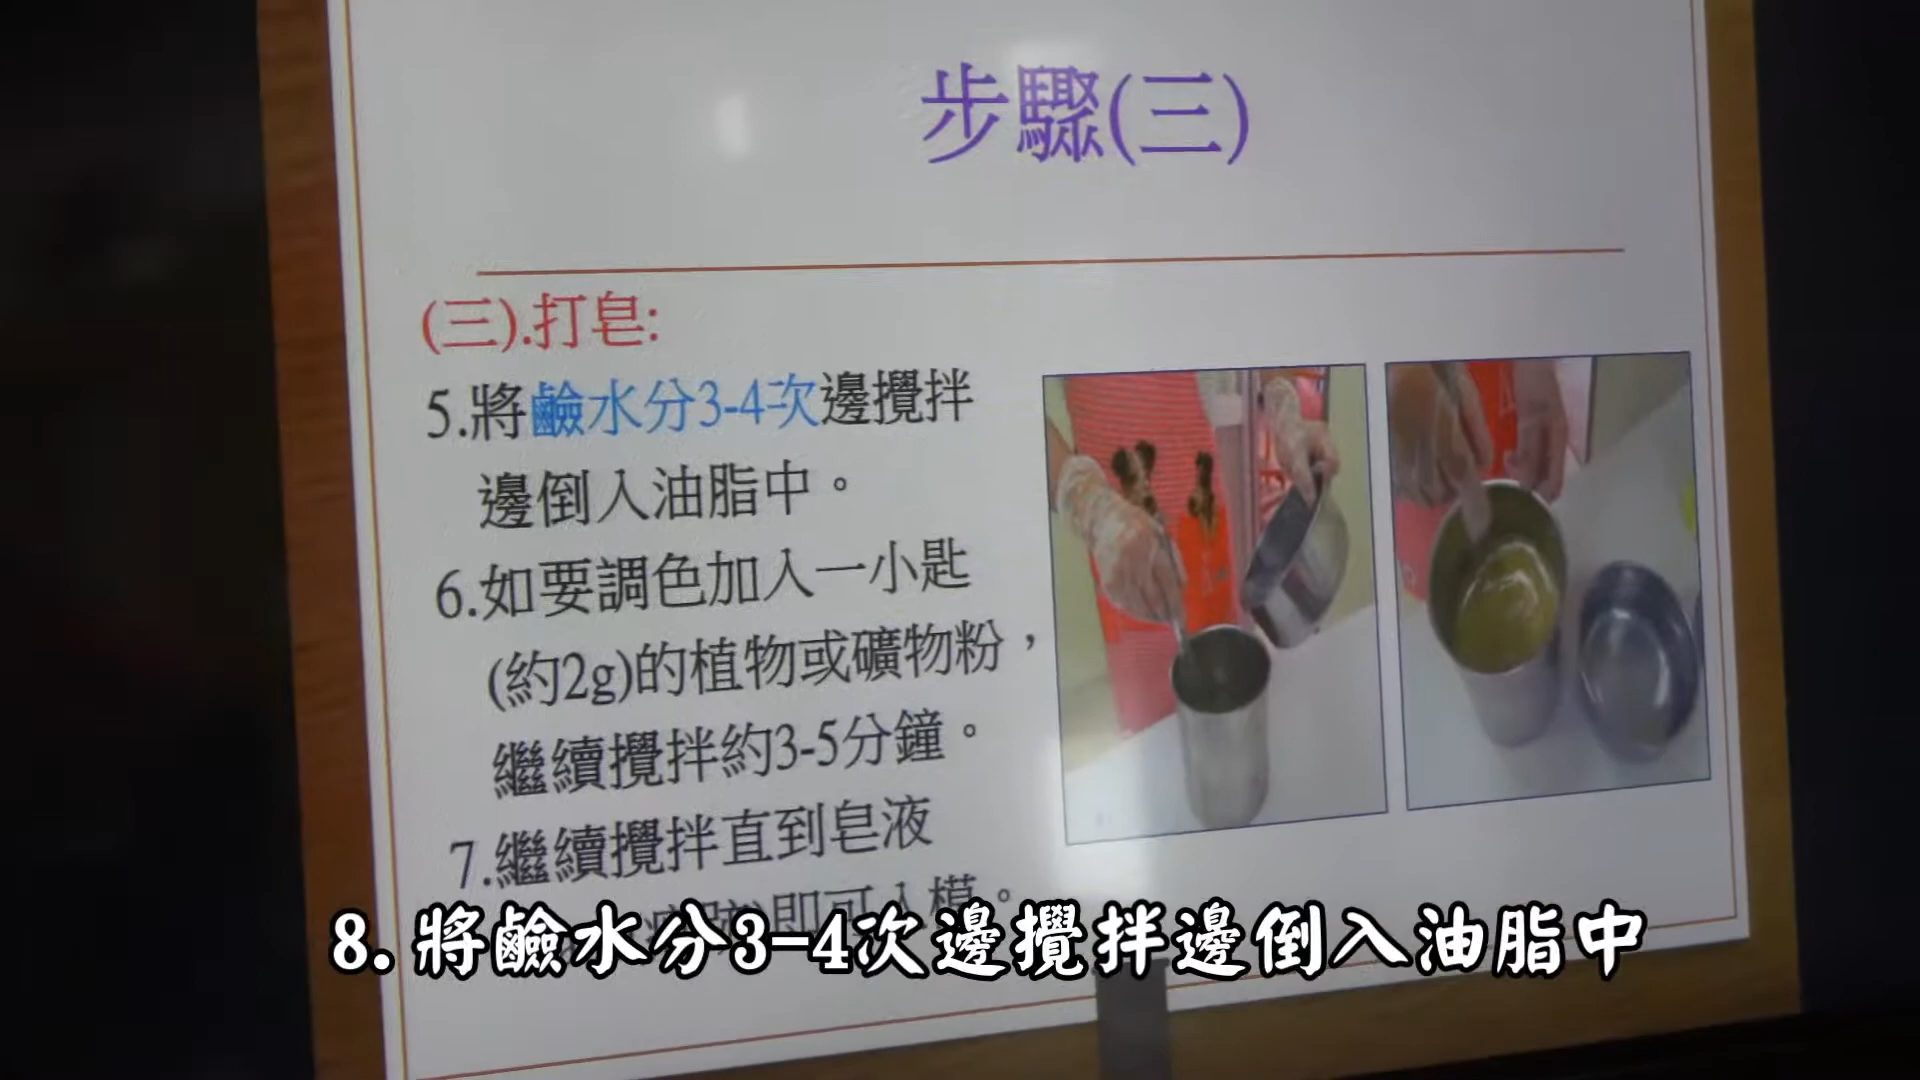 步驟(三)
(三).打皂:
5.將鹼水分3-4次邊攪拌
邊倒入油脂中。
6.如要調色加入一小匙
(約2g)的植物或礦物粉，
繼續攪拌約3-5分鐘。
7.繼續攪拌直到皂液
即可入模。
8.將鹼水分3-4次邊攪拌邊倒入油脂中